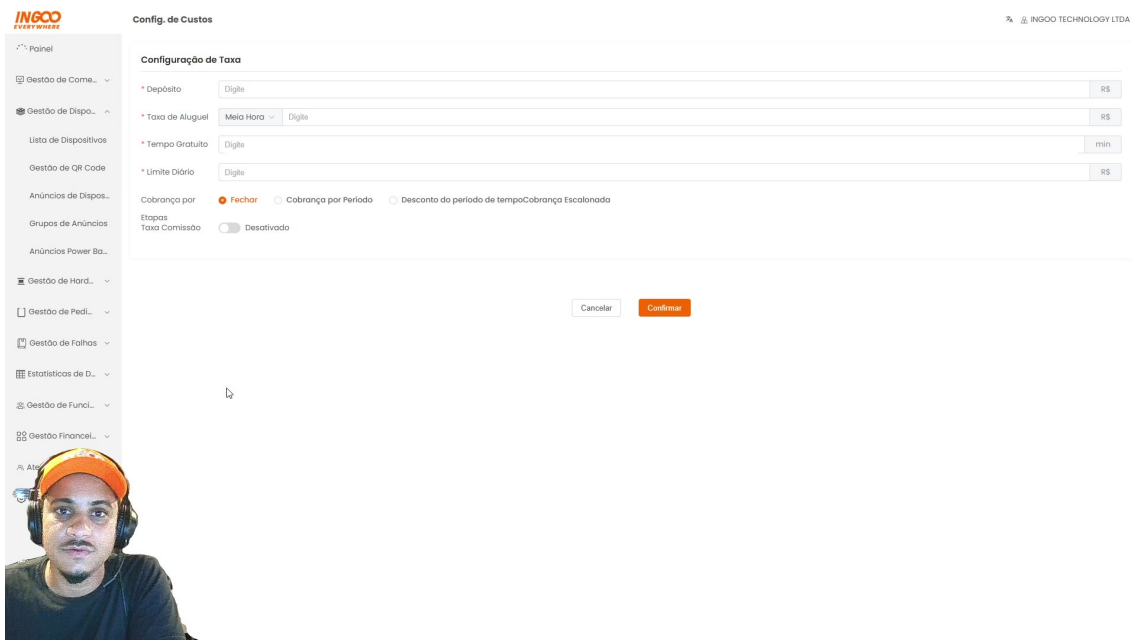 INGOO
EVERYWHERE
Config. de Custos
INGOO TECHNOLOGY LTDA
Painel
Gestão de Come...
Gestão de Dispo...
Lista de Dispositivos
Gestão de QR Code
Anúncios de Dispos...
Grupos de Anúncios
Anúncios Power Ba...
Gestão de Hard...
Gestão de Pedi...
Gestão de Falhas
Estatísticas de D...
Gestão de Funci...
Gestão Financei...
Configuração de Taxa
* Depósito Digite R$
* Taxa de Aluguel Meia Hora Digite R$
* Tempo Gratuito Digite min
* Limite Diário Digite R$
Cobrança por Etapas Fechar Cobrança por Período Desconto do período de tempoCobrança Escalonada
Taxa Comissão Desativado
Cancelar Confirmar